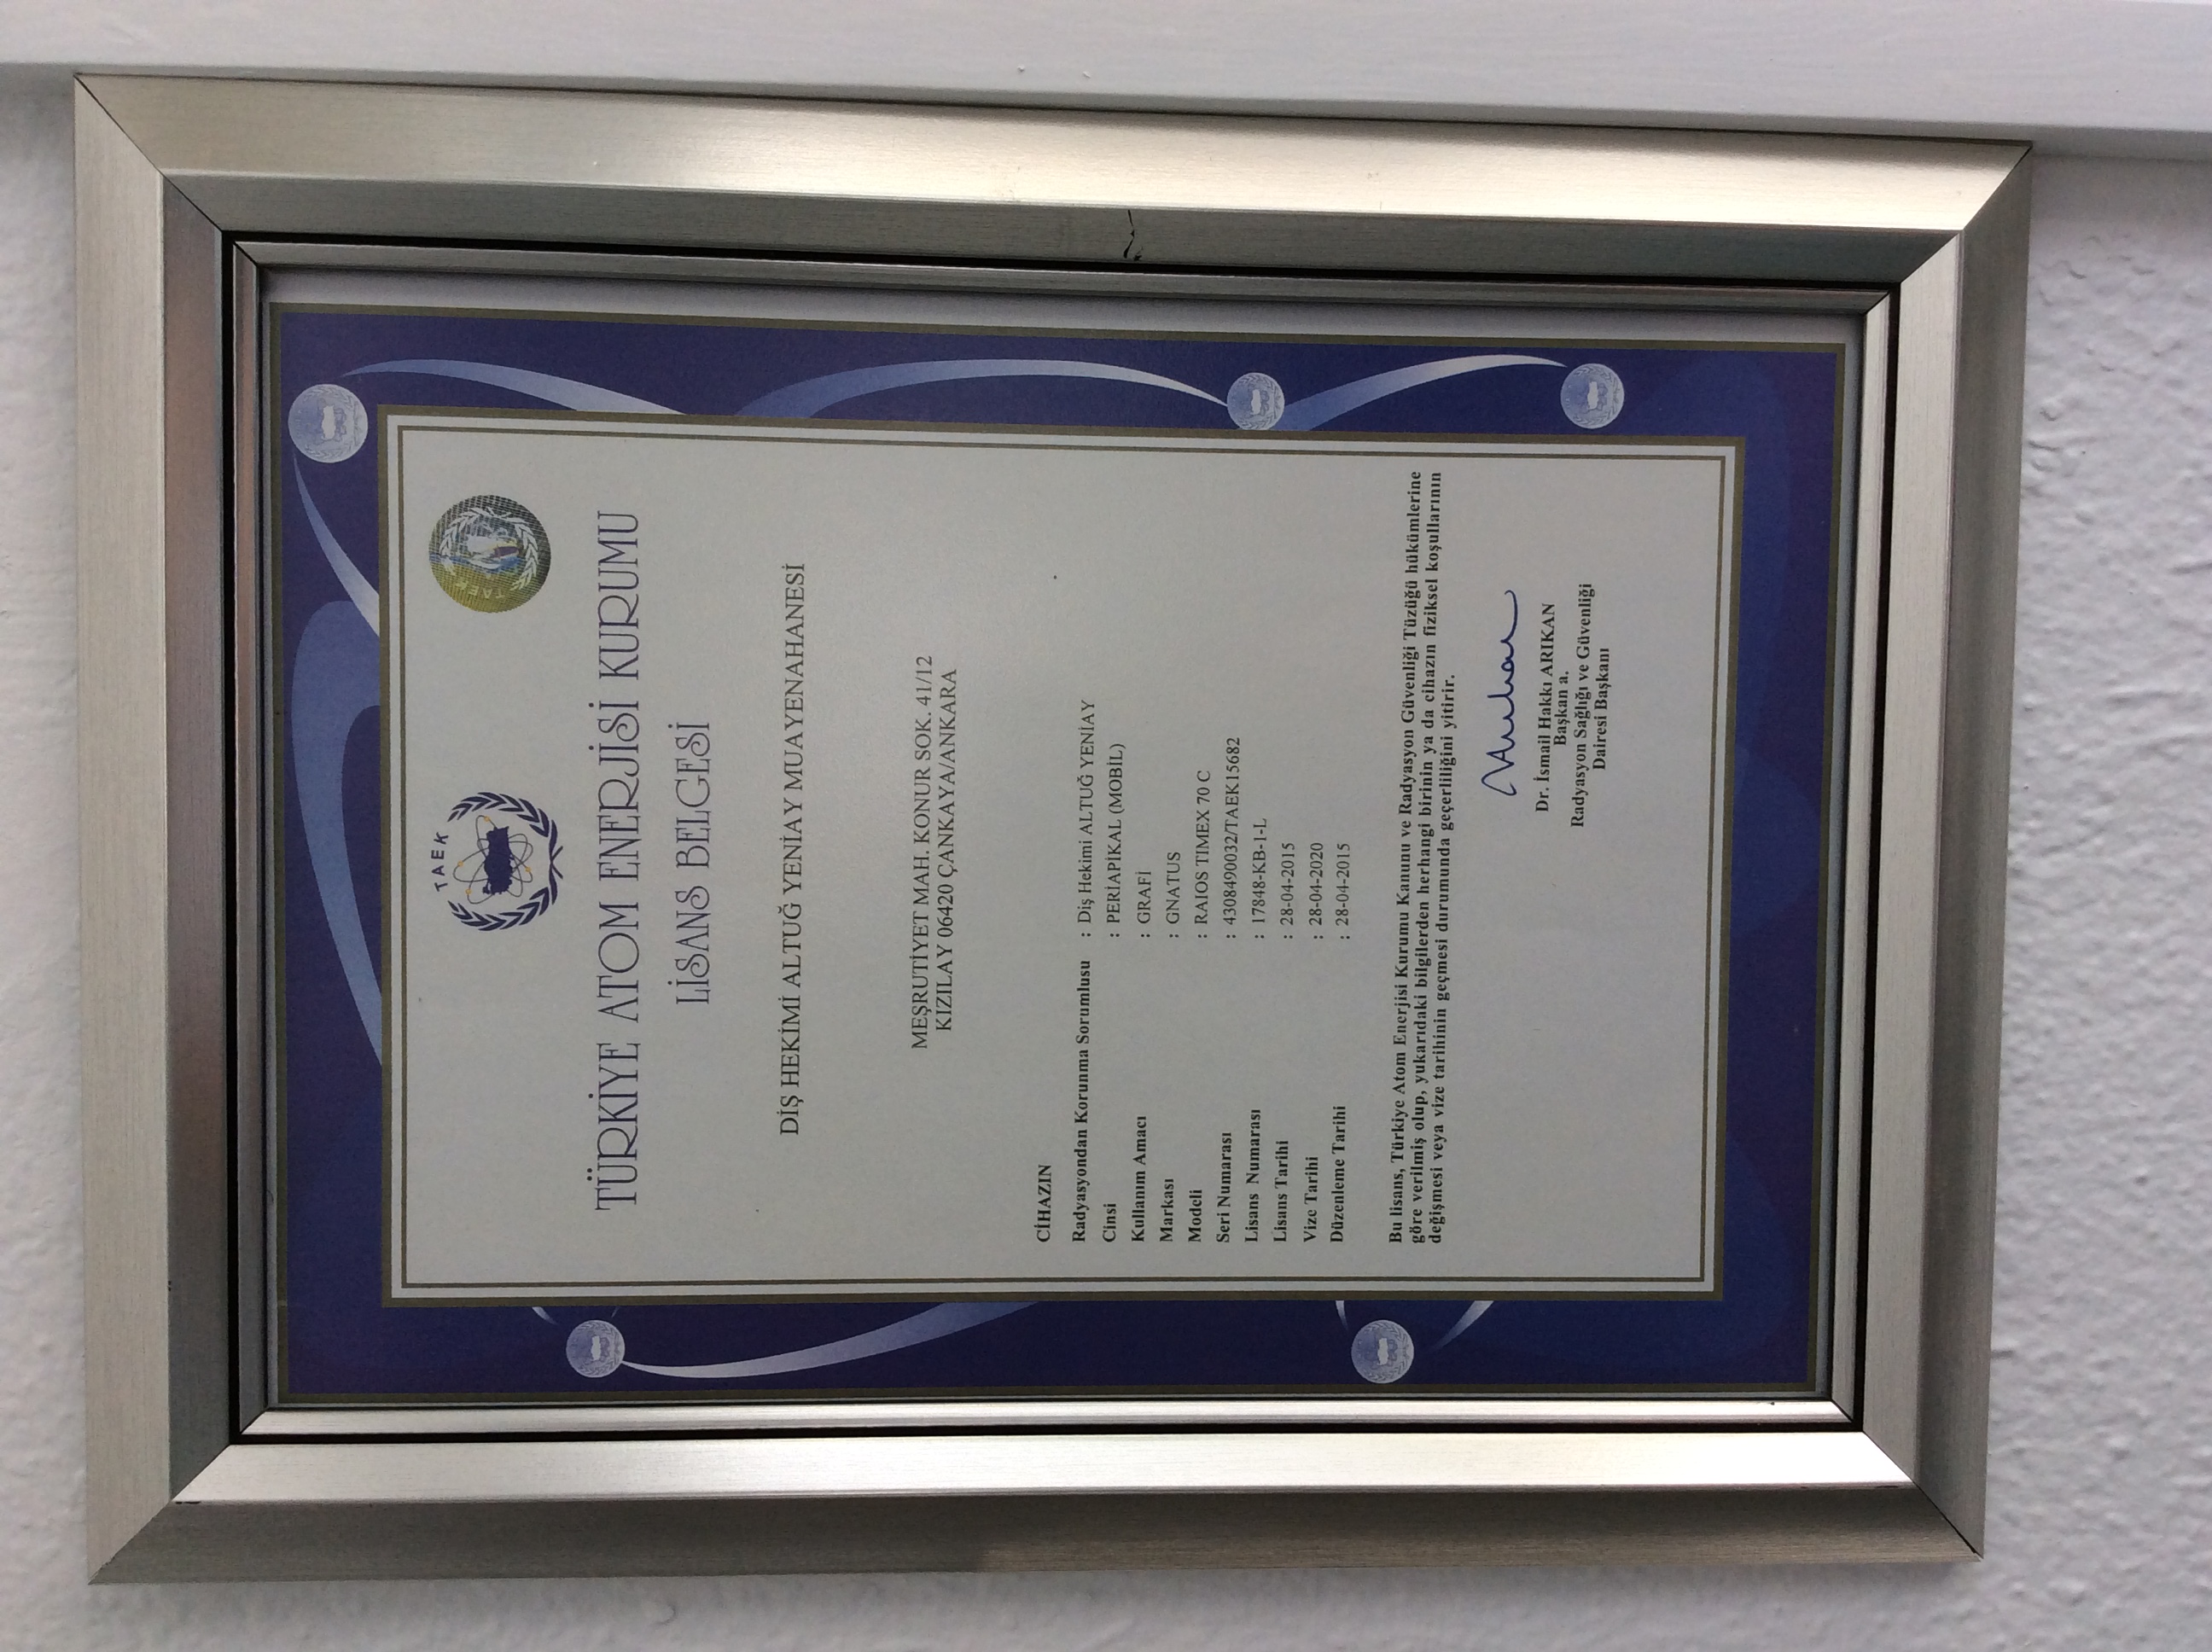 TAEK
TAEK
TÜRKİYE ATOM ENERJİSİ KURUMU
LİSANS BELGESİ
DİŞ HEKİMİ ALTUĞ YENİAY MUAYENAHANESİ
MEŞRUTİYET MAH. KONUR SOK. 41/12
KIZILAY 06420 ÇANKAYA/ANKARA
CİHAZIN
Radyasyondan Korunma Sorumlusu : Diş Hekimi ALTUĞ YENİAY
Cinsi : PERİAPİKAL (MOBİL)
Kullanım Amacı : GRAFİ
Markası : GNATUS
Modeli : RAIOS TIMEX 70 C
Seri Numarası : 4308490032/TAEK15682
Lisans Numarası : 17848-KB-1-L
Lisans Tarihi : 28-04-2015
Vize Tarihi : 28-04-2020
Düzenleme Tarihi : 28-04-2015
Bu lisans, Türkiye Atom Enerjisi Kurumu Kanunu ve Radyasyon Güvenliği Tüzüğü hükümlerine
göre verilmiş olup, yukarıdaki bilgilerden herhangi birinin ya da cihazın fiziksel koşullarının
değişmesi veya vize tarihinin geçmesi durumunda geçerliliğini yitirir.
Dr. İsmail Hakkı ARIKAN
Başkan a.
Radyasyon Sağlığı ve Güvenliği
Dairesi Başkanı